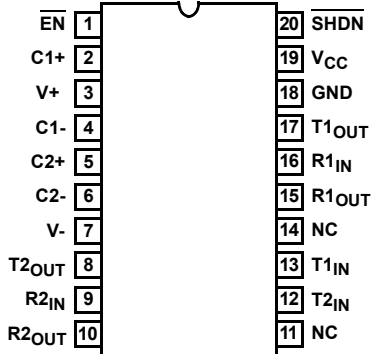 EN 1 20 SHDN
C1+ 2 19 VCC
V+ 3 18 GND
C1- 4 17 T1OUT
C2+ 5 16 R1IN
C2- 6 15 R1OUT
V- 7 14 NC
T2OUT 8 13 T1IN
R2IN 9 12 T2IN
R2OUT 10 11 NC